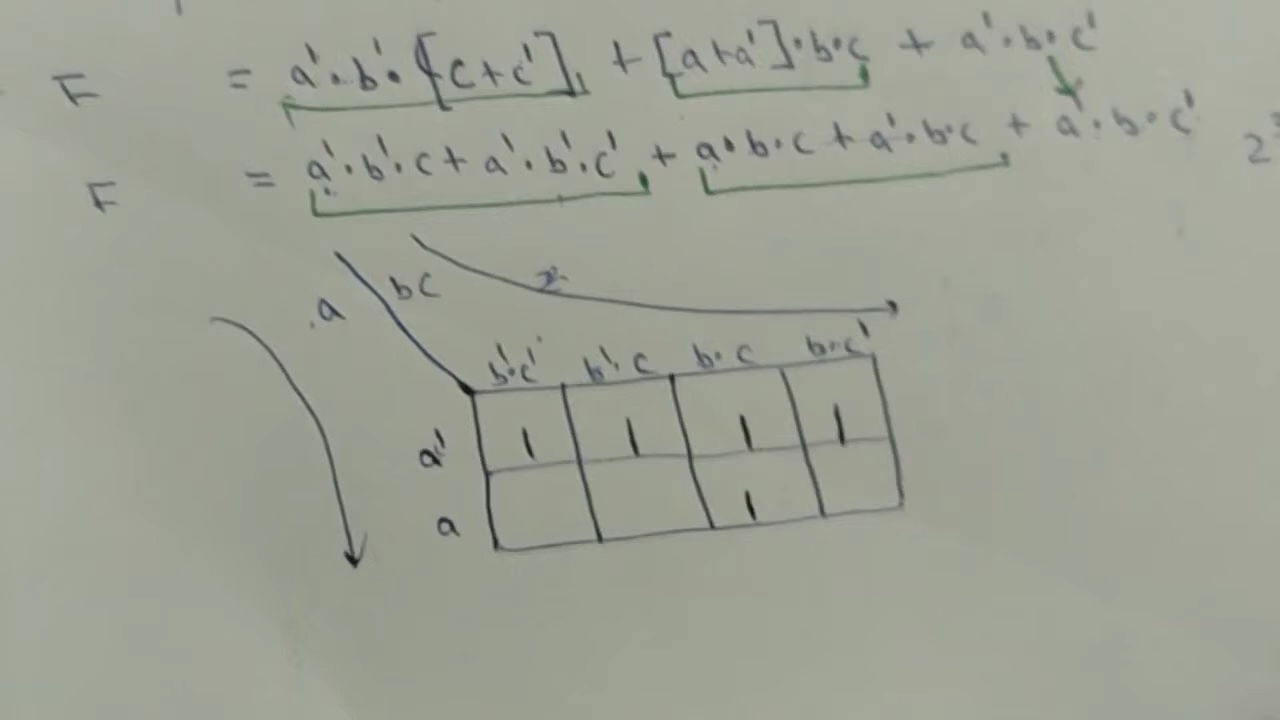 F = a'·b'·[c+c'] + [a+a']·b·c + a'·b·c'
F = a'·b'·c + a'·b'·c' + a·b·c + a'·b·c + a'·b·c'
a bc
b'·c' b'·c b·c b·c'
a' 1 1 1 1
a 1